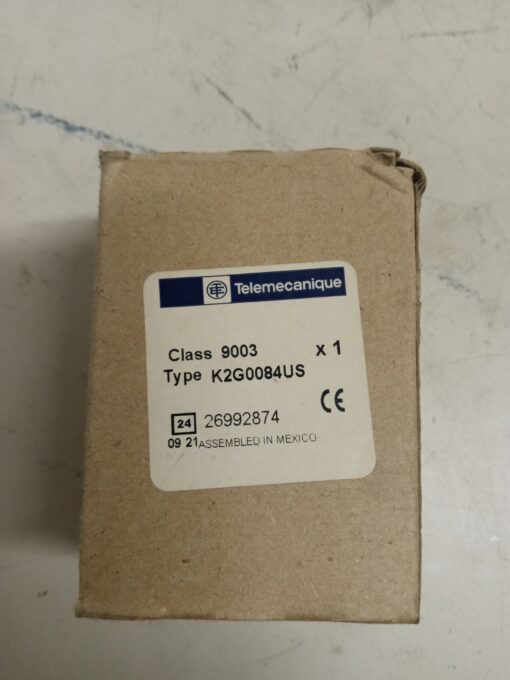 Telemecanique
Class 9003 x 1
Type K2G0084US
24 26992874
09 21 ASSEMBLED IN MEXICO
CE